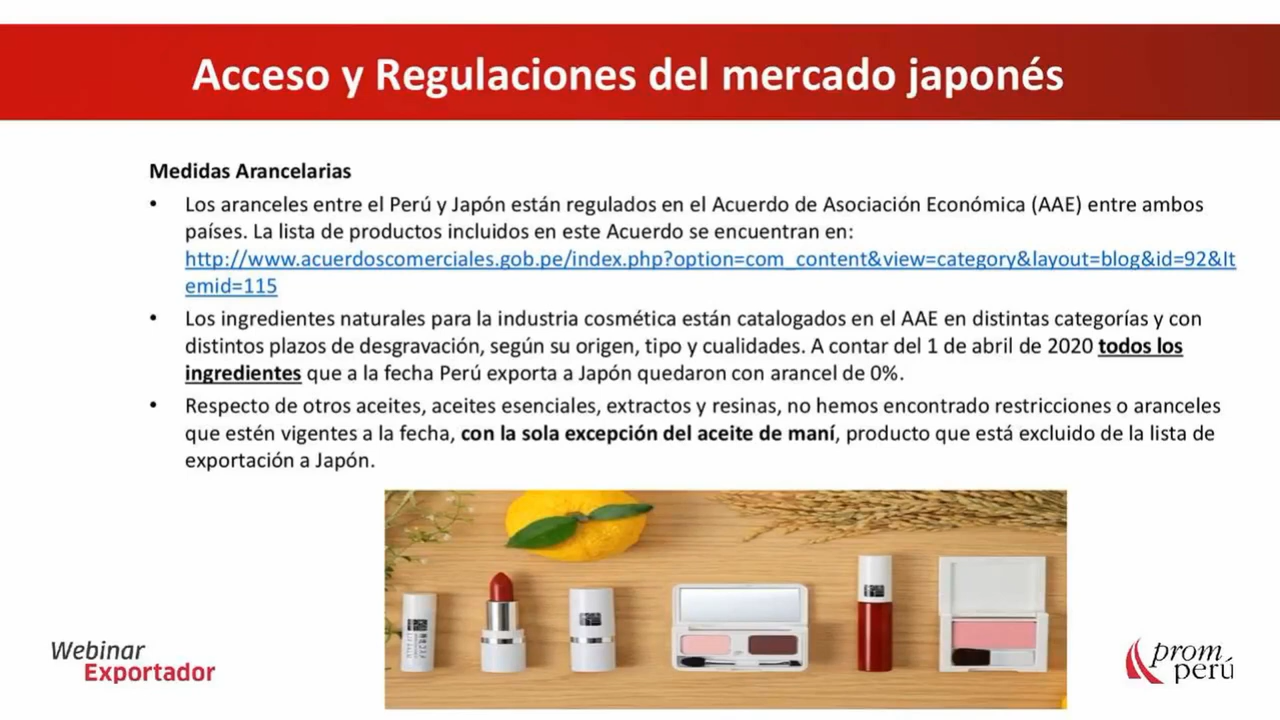 Acceso y Regulaciones del mercado japonés
Medidas Arancelarias
• Los aranceles entre el Perú y Japón están regulados en el Acuerdo de Asociación Económica (AAE) entre ambos
países. La lista de productos incluidos en este Acuerdo se encuentran en:
http://www.acuerdoscomerciales.gob.pe/index.php?option=com_content&view=category&layout=blog&id=92&It
emid=115
• Los ingredientes naturales para la industria cosmética están catalogados en el AAE en distintas categorías y con
distintos plazos de desgravación, según su origen, tipo y cualidades. A contar del 1 de abril de 2020 todos los
ingredientes que a la fecha Perú exporta a Japón quedaron con arancel de 0%.
• Respecto de otros aceites, aceites esenciales, extractos y resinas, no hemos encontrado restricciones o aranceles
que estén vigentes a la fecha, con la sola excepción del aceite de maní, producto que está excluido de la lista de
exportación a Japón.
Webinar
Exportador
prom
perú